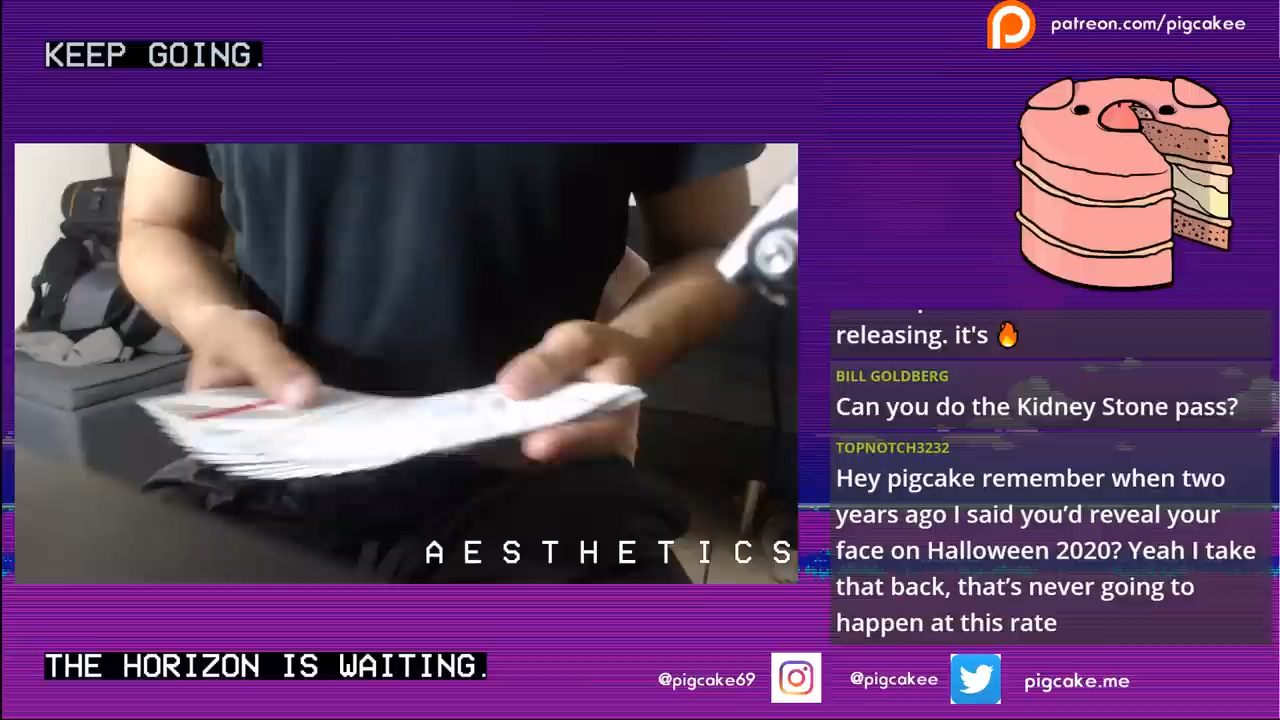 patreon.com/pigcakee
KEEP GOING.
releasing. it's 🔥
BILL GOLDBERG
Can you do the Kidney Stone pass?
TOPNOTCH3232
Hey pigcake remember when two
years ago I said you’d reveal your
face on Halloween 2020? Yeah I take
that back, that’s never going to
happen at this rate
AESTHETICS
THE HORIZON IS WAITING.
@pigcake69
@pigcakee
pigcake.me